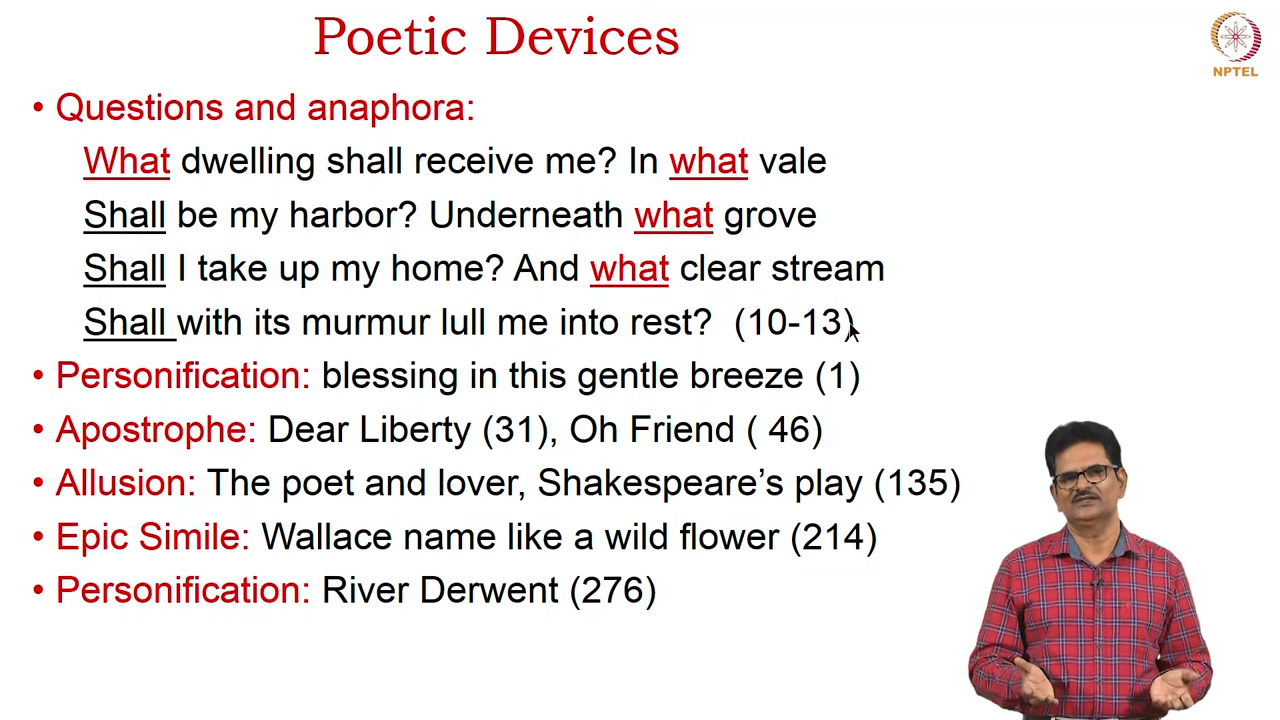 Poetic Devices
NPTEL
• Questions and anaphora:
What dwelling shall receive me? In what vale
Shall be my harbor? Underneath what grove
Shall I take up my home? And what clear stream
Shall with its murmur lull me into rest? (10-13)
• Personification: blessing in this gentle breeze (1)
• Apostrophe: Dear Liberty (31), Oh Friend ( 46)
• Allusion: The poet and lover, Shakespeare’s play (135)
• Epic Simile: Wallace name like a wild flower (214)
• Personification: River Derwent (276)